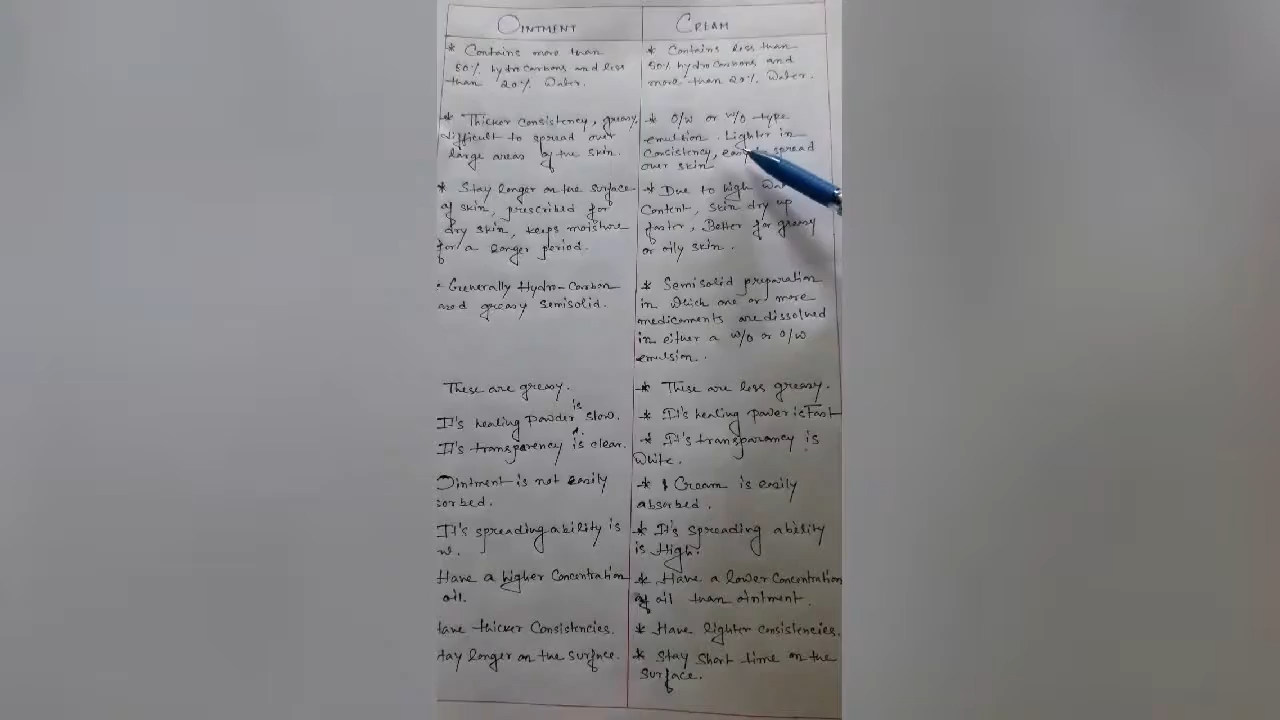 OINTMENT
CREAM
* Contains more than
50% hydrocarbons and less
than 20% Water.
* Contains less than
50% hydrocarbons and
more than 20% Water.
* Thicker Consistency, greasy,
difficult to spread over
large areas of the skin.
* O/W or W/O type
emulsion. Lighter in
Consistency, spread
over skin
* Stay longer on the surface
of skin, prescribed for
dry skin, keeps moisture
for a longer period.
* Due to high
Content, Skin dry up
faster, Better for greasy
or oily skin.
Generally Hydro-Carbon
greasy semisolid.
* Semisolid preparation
in which one or more
medicaments are dissolved
in either a W/O or O/W
emulsion.
These are greasy.
* These are less greasy.
It's healing powder is slow.
* It's healing power is Fast
It's transparency is clear.
* It's transparancy is
White.
Ointment is not easily
sorbed.
* Cream is easily
absorbed.
It's spreading ability is
w.
* It's spreading ability
is High.
Have a higher Concentration
oil.
* Have a lower Concentration
of oil than ointment.
Have thicker Consistencies.
* Have lighter consistencies.
tay longer on the surface.
* Stay Short time on the
Surface.